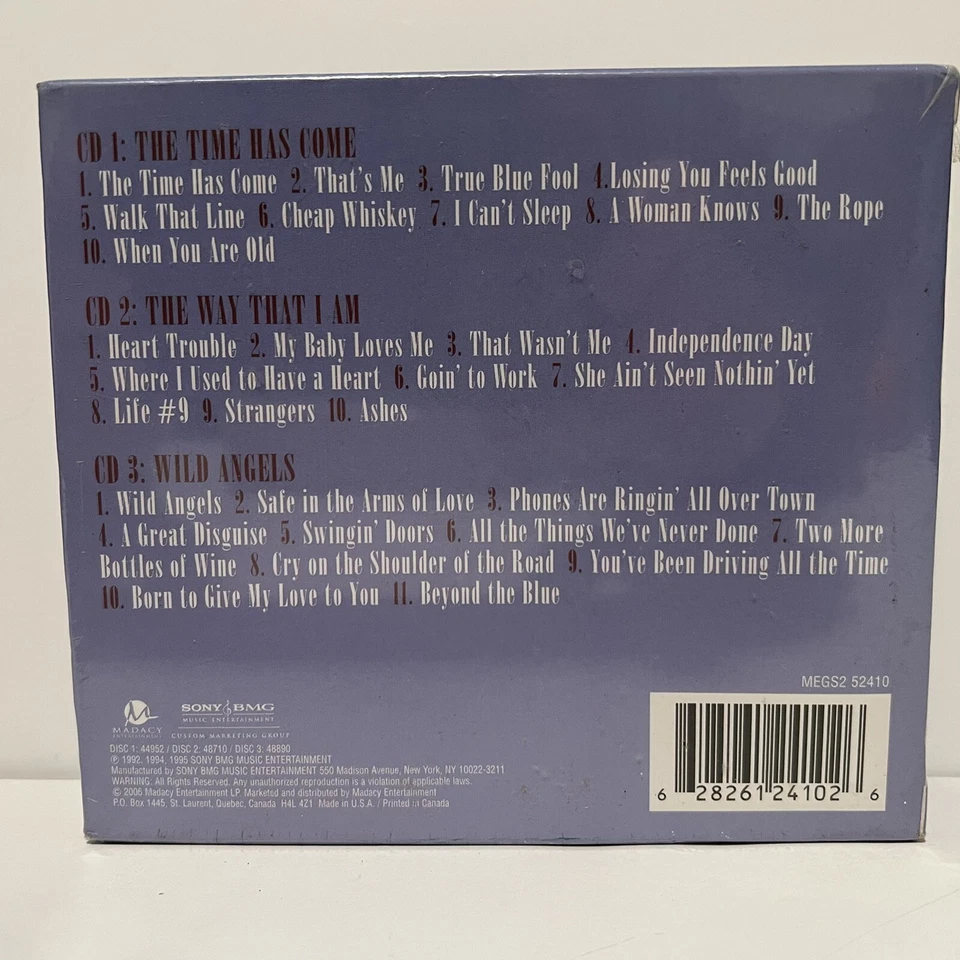 CD 1: THE TIME HAS COME
1. The Time Has Come 2. That's Me 3. True Blue Fool 4.Losing You Feels Good
5. Walk That Line 6. Cheap Whiskey 7. I Can't Sleep 8. A Woman Knows 9. The Rope
10. When You Are Old
CD 2: THE WAY THAT I AM
1. Heart Trouble 2. My Baby Loves Me 3. That Wasn't Me 4. Independence Day
5. Where I Used to Have a Heart 6. Goin' to Work 7. She Ain't Seen Nothin' Yet
8. Life #9 9. Strangers 10. Ashes
CD 3: WILD ANGELS
1. Wild Angels 2. Safe in the Arms of Love 3. Phones Are Ringin' All Over Town
4. A Great Disguise 5. Swingin' Doors 6. All the Things We've Never Done 7. Two More
Bottles of Wine 8. Cry on the Shoulder of the Road 9. You've Been Driving All the Time
10. Born to Give My Love to You 11. Beyond the Blue
MEGS2 52410
MADACY
ENTERTAINMENT
SONY BMG
MUSIC ENTERTAINMENT
CUSTOM MARKETING GROUP
DISC 1: 44952 / DISC 2: 48710 / DISC 3: 48890
℗ 1992, 1994, 1995 SONY BMG MUSIC ENTERTAINMENT
Manufactured by SONY BMG MUSIC ENTERTAINMENT 550 Madison Avenue, New York, NY 10022-3211
WARNING: All Rights Reserved. Any unauthorized reproduction is a violation of applicable laws.
© 2006 Madacy Entertainment LP Marketed and distributed by Madacy Entertainment
P.O. Box 1445, St. Laurent, Quebec, Canada H4L 4Z1 Made in U.S.A. / Printed in Canada
6 28261 24102 6